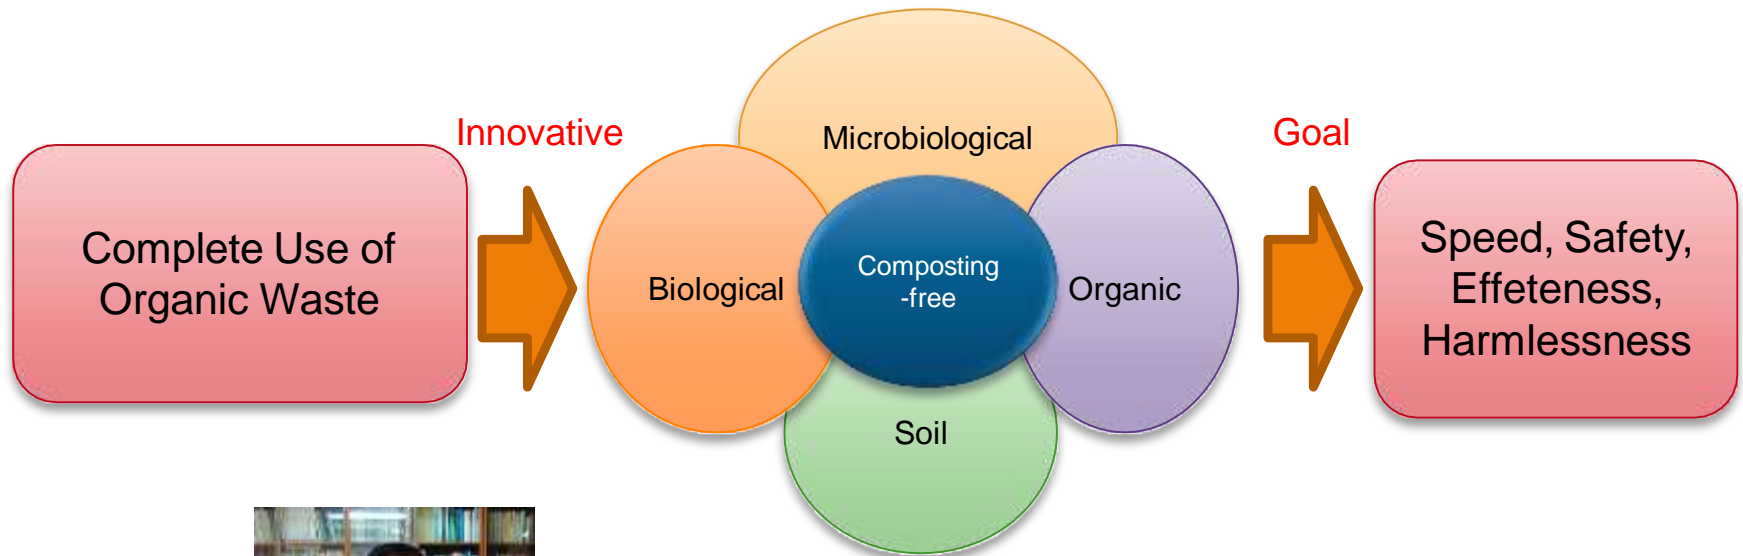 Complete Use of
Organic Waste
Innovative
Microbiological
Biological
Composting
-free
Organic
Soil
Goal
Speed, Safety,
Effeteness,
Harmlessness